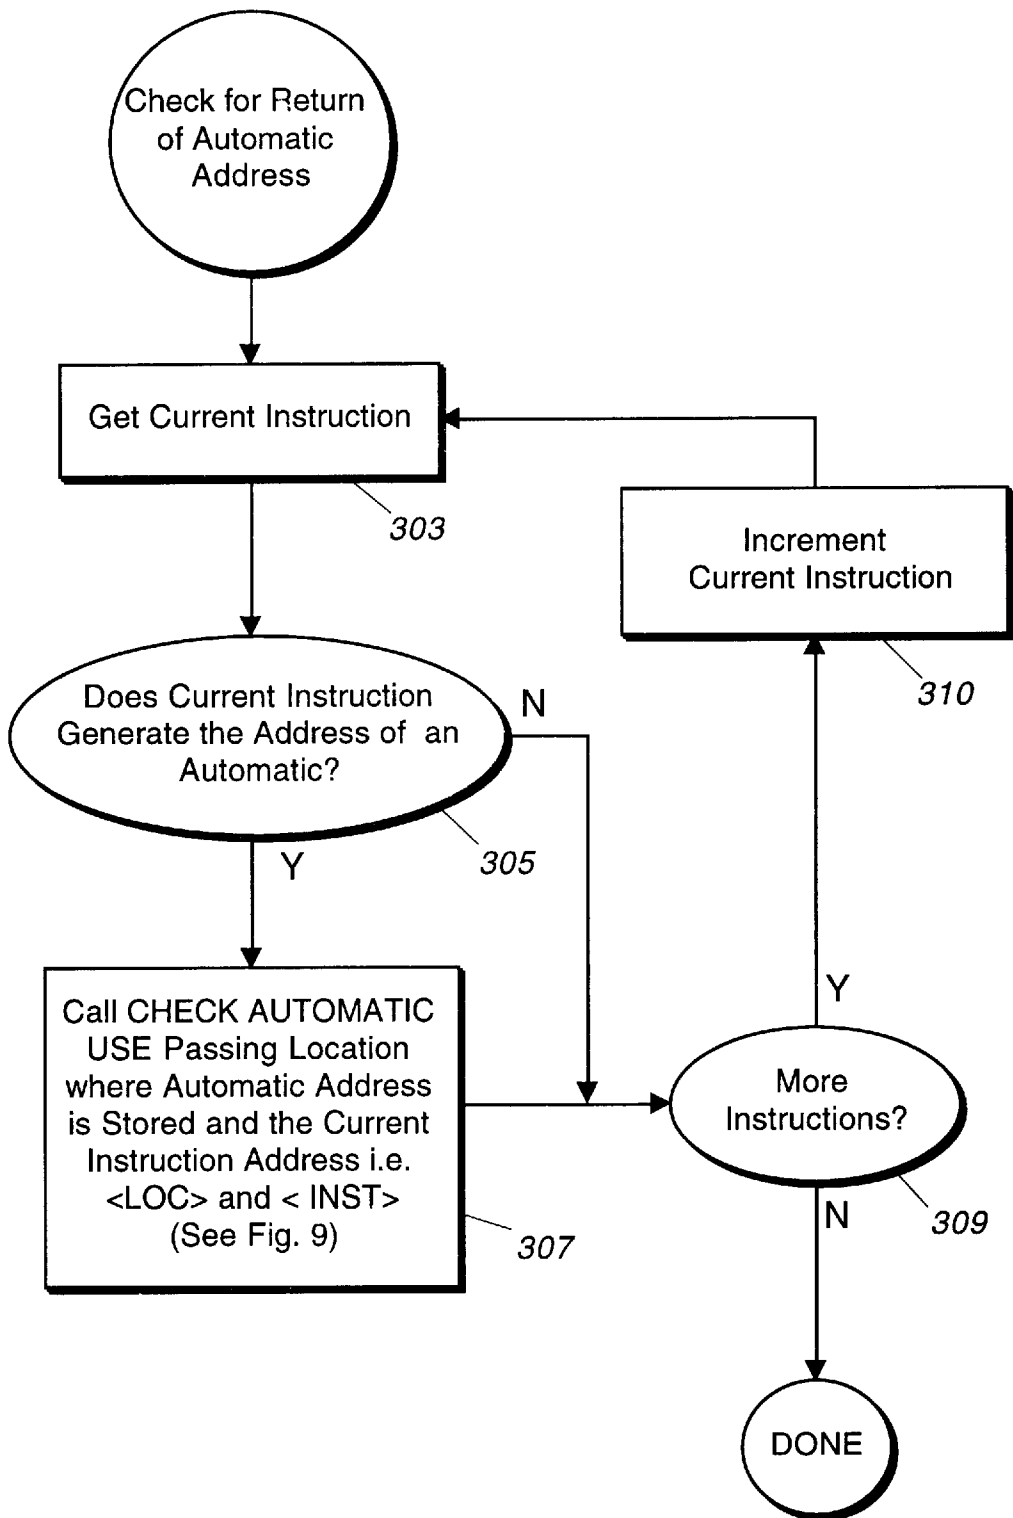 Check for Return
of Automatic
Address
Get Current Instruction
303
Increment
Current Instruction
310
Does Current Instruction
Generate the Address of an
Automatic?
N
305
Y
Call CHECK AUTOMATIC
USE Passing Location
where Automatic Address
is Stored and the Current
Instruction Address i.e.
<LOC> and < INST>
(See Fig. 9)
307
Y
More
Instructions?
309
N
DONE